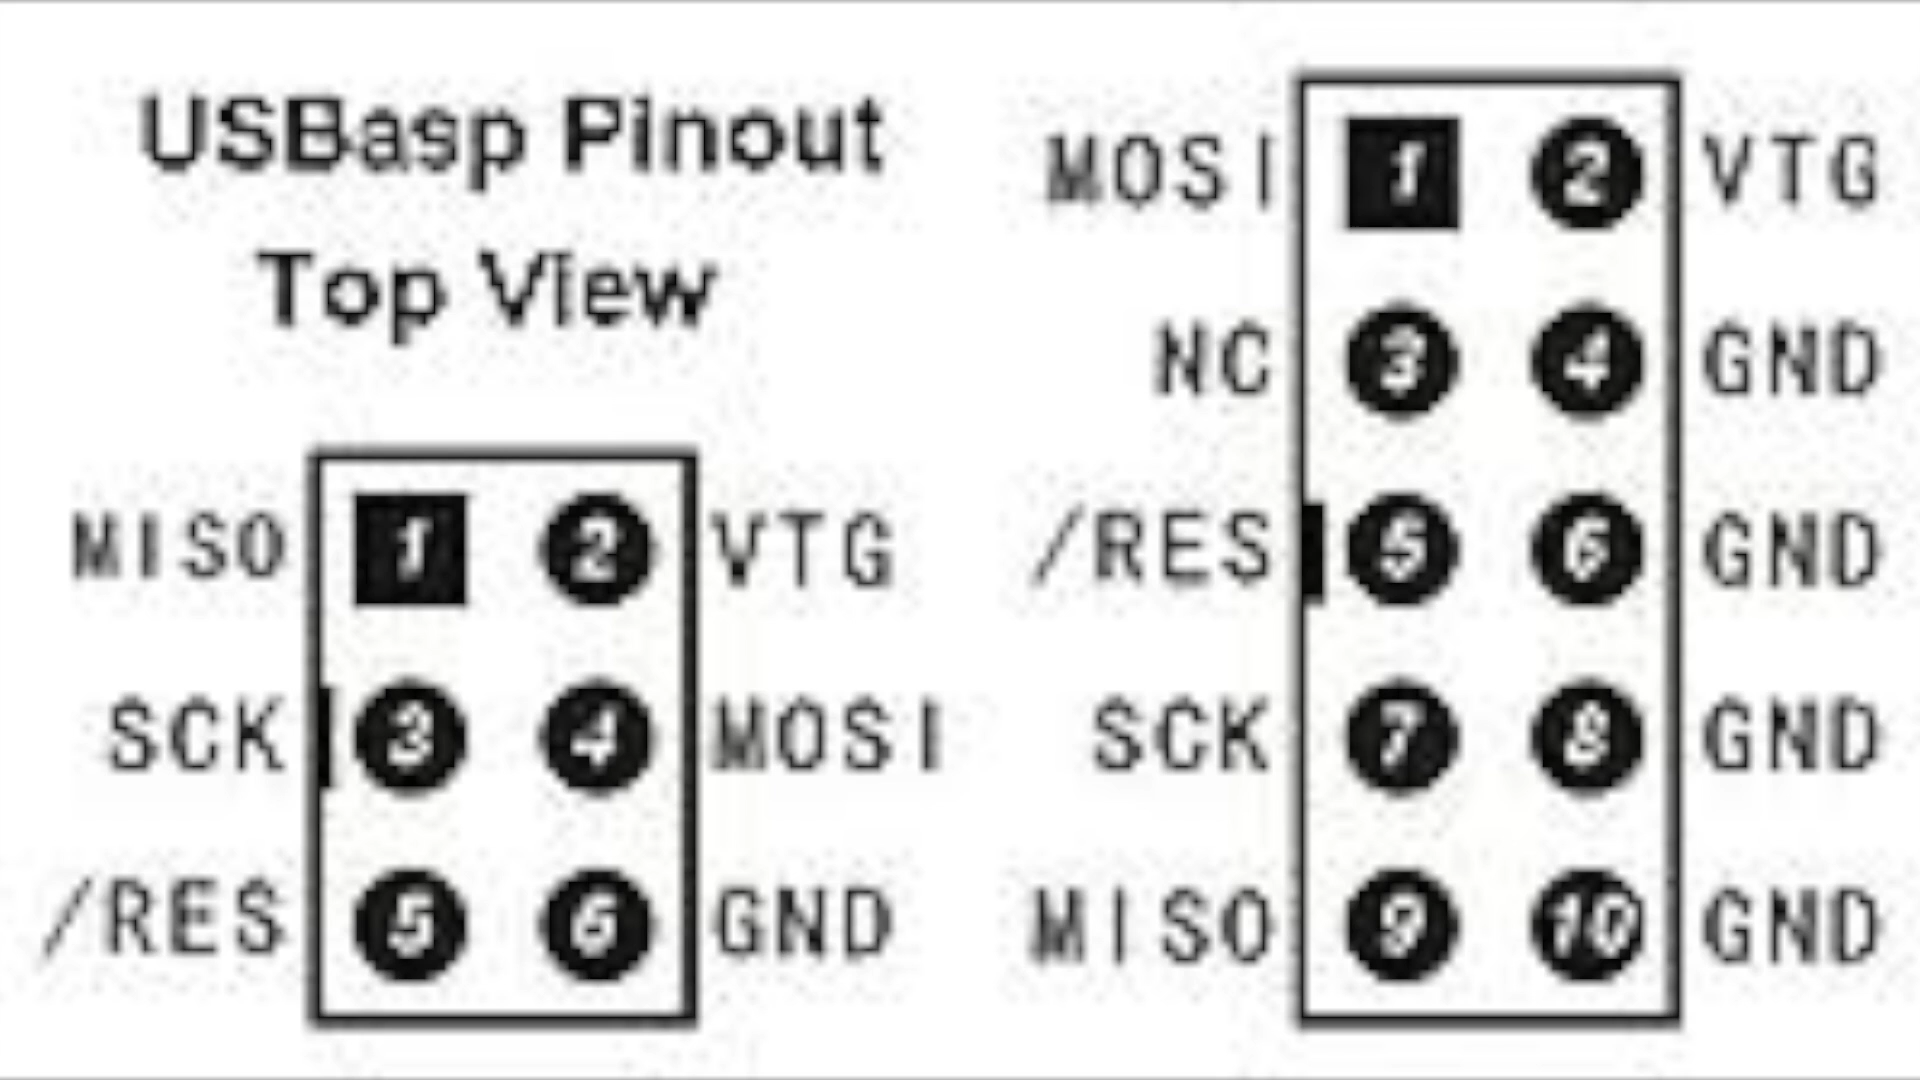 USBasp Pinout
Top View
MISO 1 2 VTG
SCK 3 4 MOSI
/RES 5 6 GND
MOSI 1 2 VTG
NC 3 4 GND
/RES 5 6 GND
SCK 7 8 GND
MISO 9 10 GND